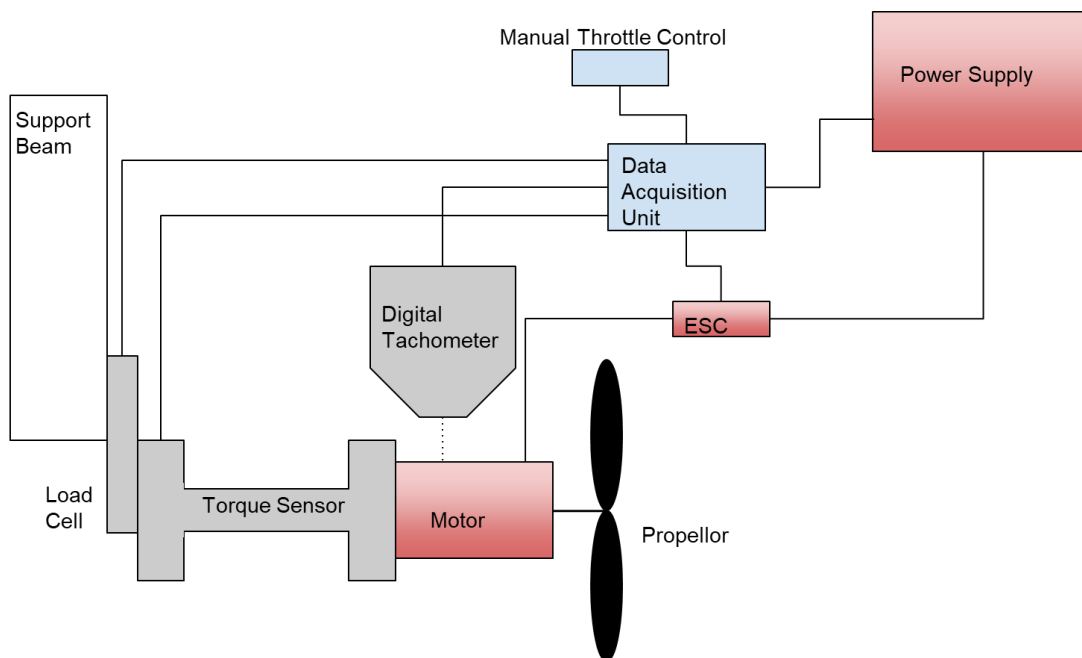 Manual Throttle Control
Power Supply
Support
Beam
Data
Acquisition
Unit
Digital
Tachometer
ESC
Load
Cell
Torque Sensor
Motor
Propellor